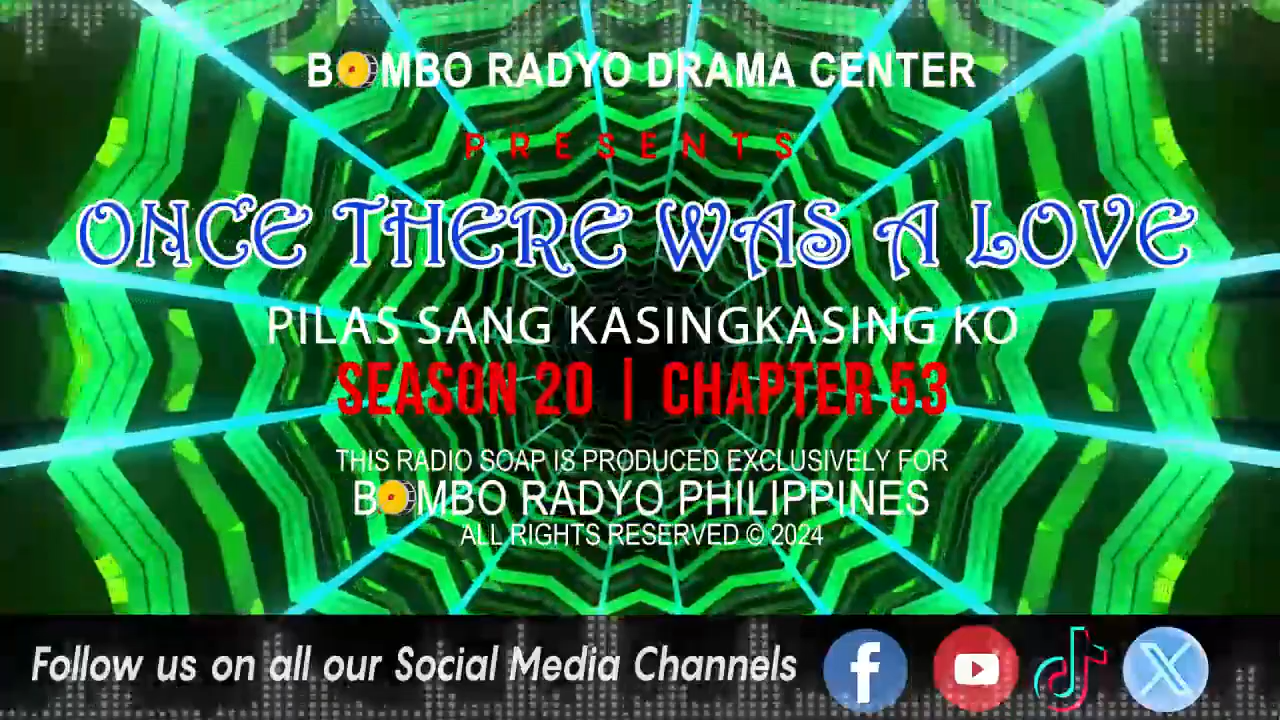 BOMBO RADYO DRAMA CENTER
PRESENTS
ONCE THERE WAS A LOVE
PILAS SANG KASINGKASING KO
SEASON 20 | CHAPTER 53
THIS RADIO SOAP IS PRODUCED EXCLUSIVELY FOR
BOMBO RADYO PHILIPPINES
ALL RIGHTS RESERVED © 2024
Follow us on all our Social Media Channels